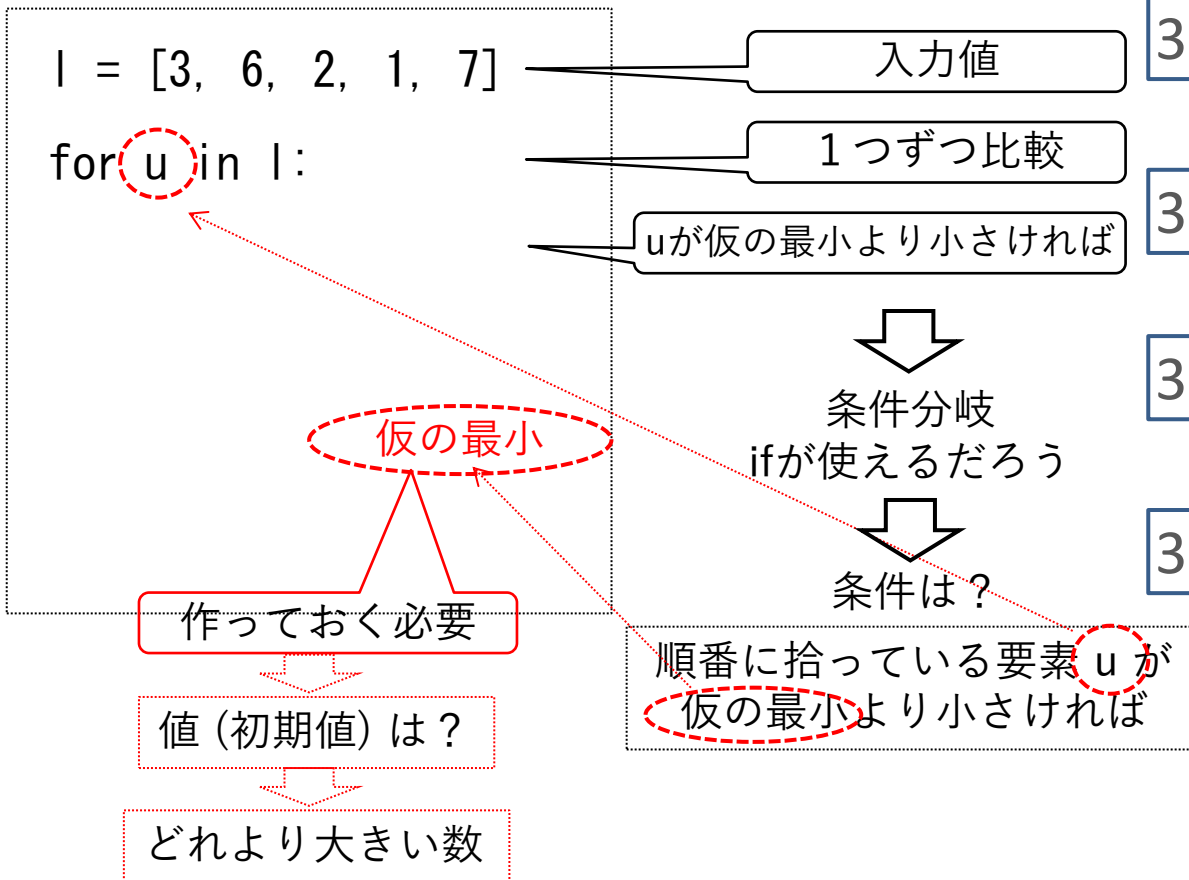 l = [3, 6, 2, 1, 7]
入力値
3
for u in l:
１つずつ比較
3
uが仮の最小より小さければ
条件分岐
ifが使えるだろう
3
仮の最小
3
条件は？
作っておく必要
順番に拾っている要素 u が
仮の最小より小さければ
値 (初期値) は？
どれより大きい数